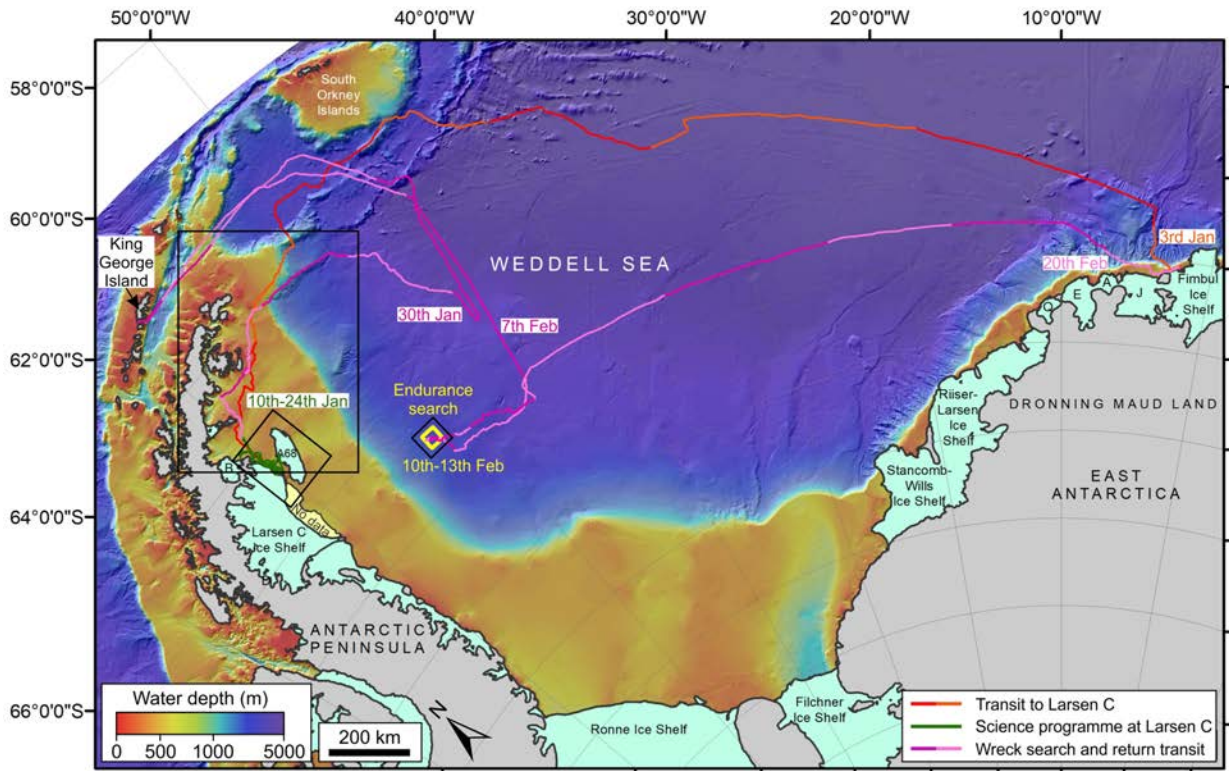 50°0'0"W
40°0'0"W
30°0'0"W
20°0'0"W
10°0'0"W
58°0'0"S
60°0'0"S
62°0'0"S
64°0'0"S
66°0'0"S
South
Orkney
Islands
King
George
Island
WEDDELL SEA
3rd Jan
20th Feb
Fimbul
Ice
Shelf
Q
E
A
J
30th Jan
7th Feb
Endurance
search
10th-13th Feb
10th-24th Jan
A68
R
No data
Larsen C
Ice Shelf
Riiser-
Larsen
Ice
Shelf
DRONNING MAUD LAND
Stancomb-
Wills
Ice Shelf
EAST
ANTARCTICA
ANTARCTIC
PENINSULA
Ronne Ice Shelf
Filchner
Ice Shelf
Water depth (m)
0 500 1000 5000
N
200 km
Transit to Larsen C
Science programme at Larsen C
Wreck search and return transit